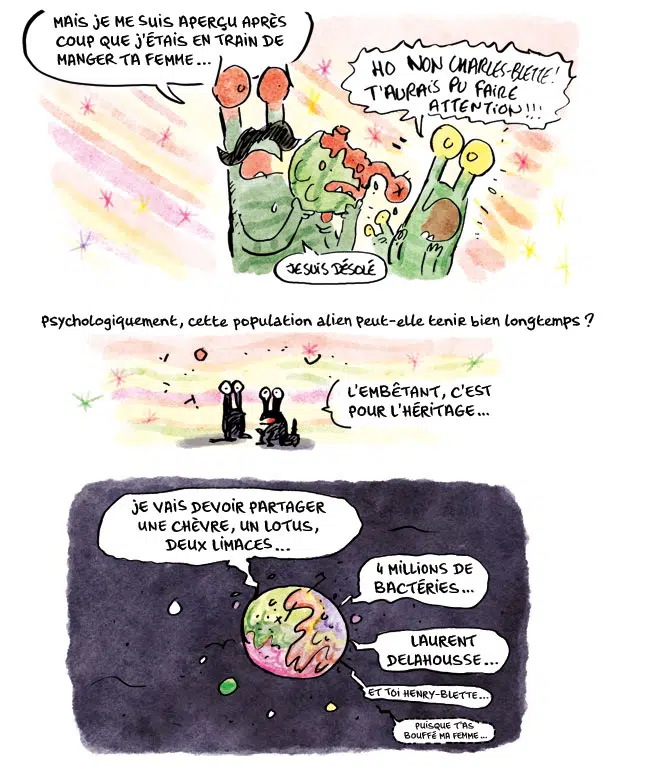 MAIS JE ME SUIS APERÇU APRÈS
COUP QUE J'ÉTAIS EN TRAIN DE
MANGER TA FEMME...
HO NON CHARLES-BLETTE!
T'AURAIS PU FAIRE
ATTENTION!!!
JE SUIS DÉSOLÉ
Psychologiquement, cette population alien peut-elle tenir bien longtemps ?
L'EMBÊTANT, C'EST
POUR L'HÉRITAGE...
JE VAIS DEVOIR PARTAGER
UNE CHÈVRE, UN LOTUS,
DEUX LIMACES...
4 MILLIONS DE
BACTÉRIES...
LAURENT
DELAHOUSSE...
ET TOI HENRY-BLETTE...
PUISQUE T'AS
BOUFFÉ MA FEMME...